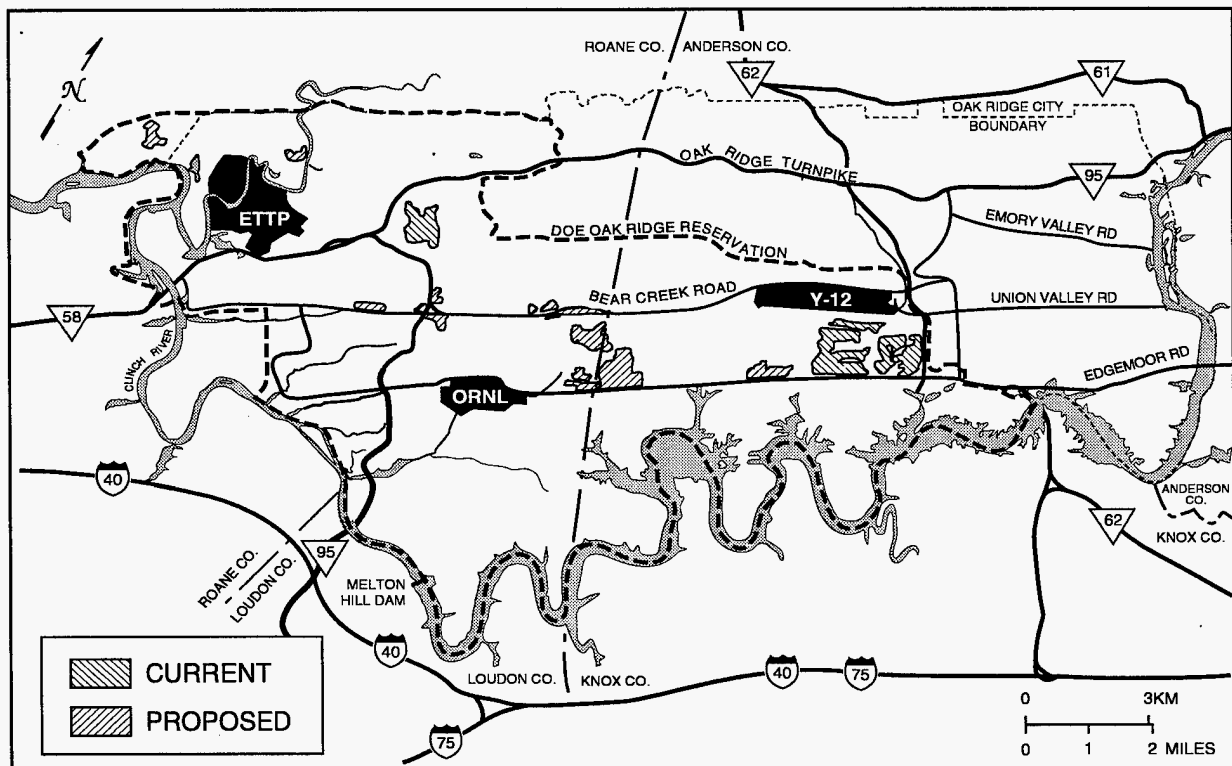 ROANE CO. ANDERSON CO.
N
62
61
OAK RIDGE CITY
BOUNDARY
OAK RIDGE TURNPIKE
95
ETTP
EMORY VALLEY RD
DOE OAK RIDGE RESERVATION
BEAR CREEK ROAD
Y-12
UNION VALLEY RD
58
CLINCH RIVER
EDGEMOOR RD
ORNL
40
ANDERSON
CO.
62
KNOX CO.
95
ROANE CO.
LOUDON CO.
MELTON
HILL DAM
CURRENT
PROPOSED
40
LOUDON CO. KNOX CO.
40
75
75
0 3KM
0 1 2 MILES